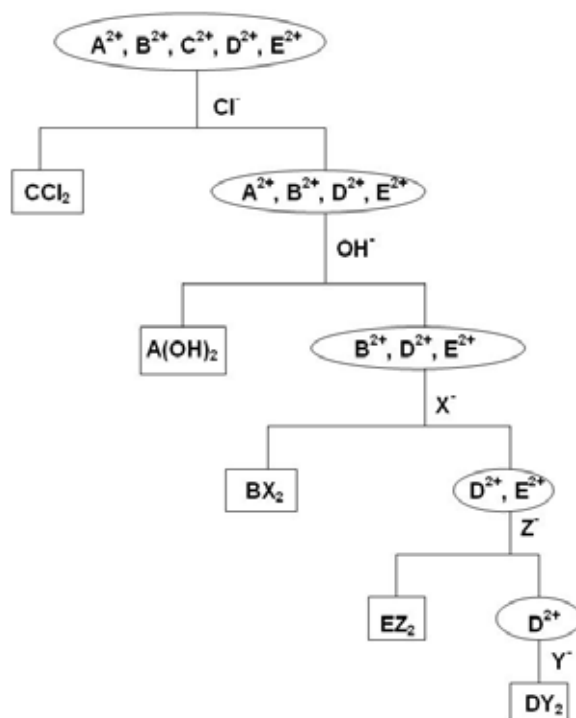 A²⁺, B²⁺, C²⁺, D²⁺, E²⁺
Cl⁻
CCl₂
A²⁺, B²⁺, D²⁺, E²⁺
OH⁻
A(OH)₂
B²⁺, D²⁺, E²⁺
X⁻
BX₂
D²⁺, E²⁺
Z⁻
EZ₂
D²⁺
Y⁻
DY₂